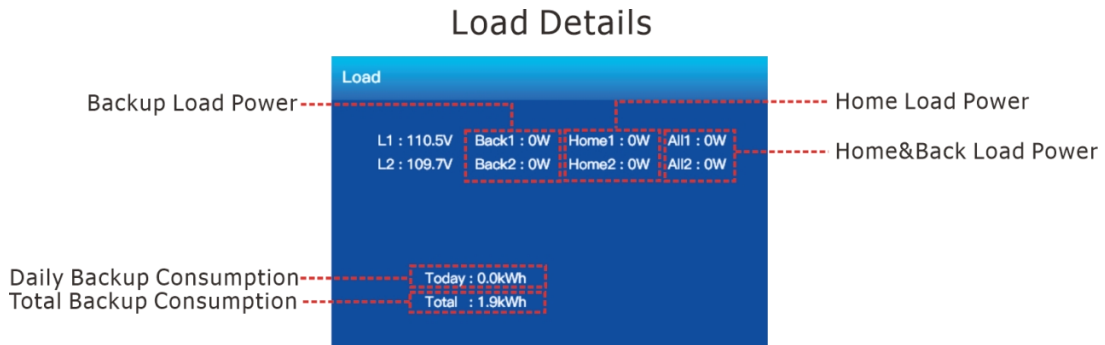 Load Details
Load
Backup Load Power
Home Load Power
L1 : 110.5V Back1 : 0W Home1 : 0W All1 : 0W
Home&Back Load Power
L2 : 109.7V Back2 : 0W Home2 : 0W All2 : 0W
Daily Backup Consumption
Today : 0.0kWh
Total Backup Consumption
Total : 1.9kWh